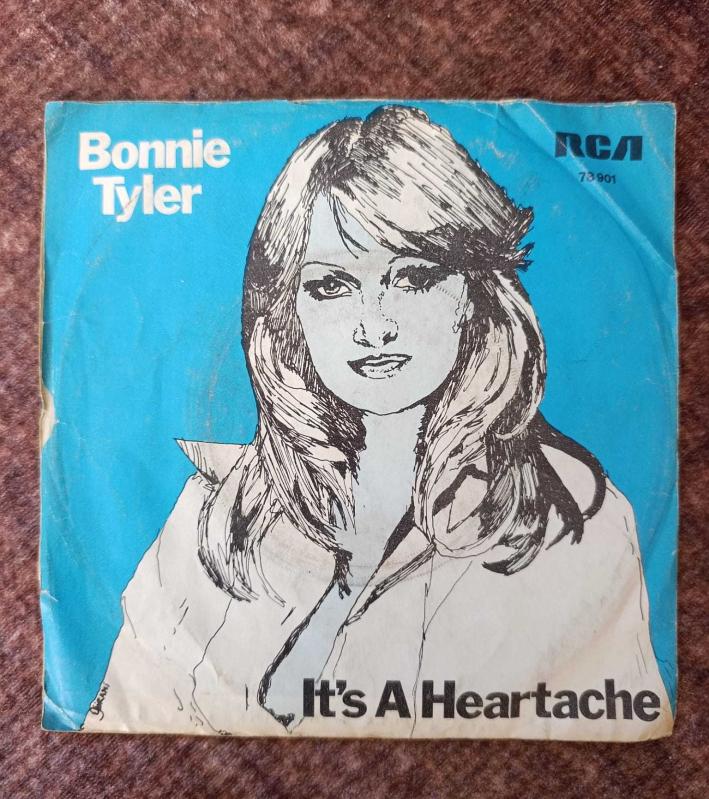 Bonnie
Tyler
RCA
73 901
It's A Heartache